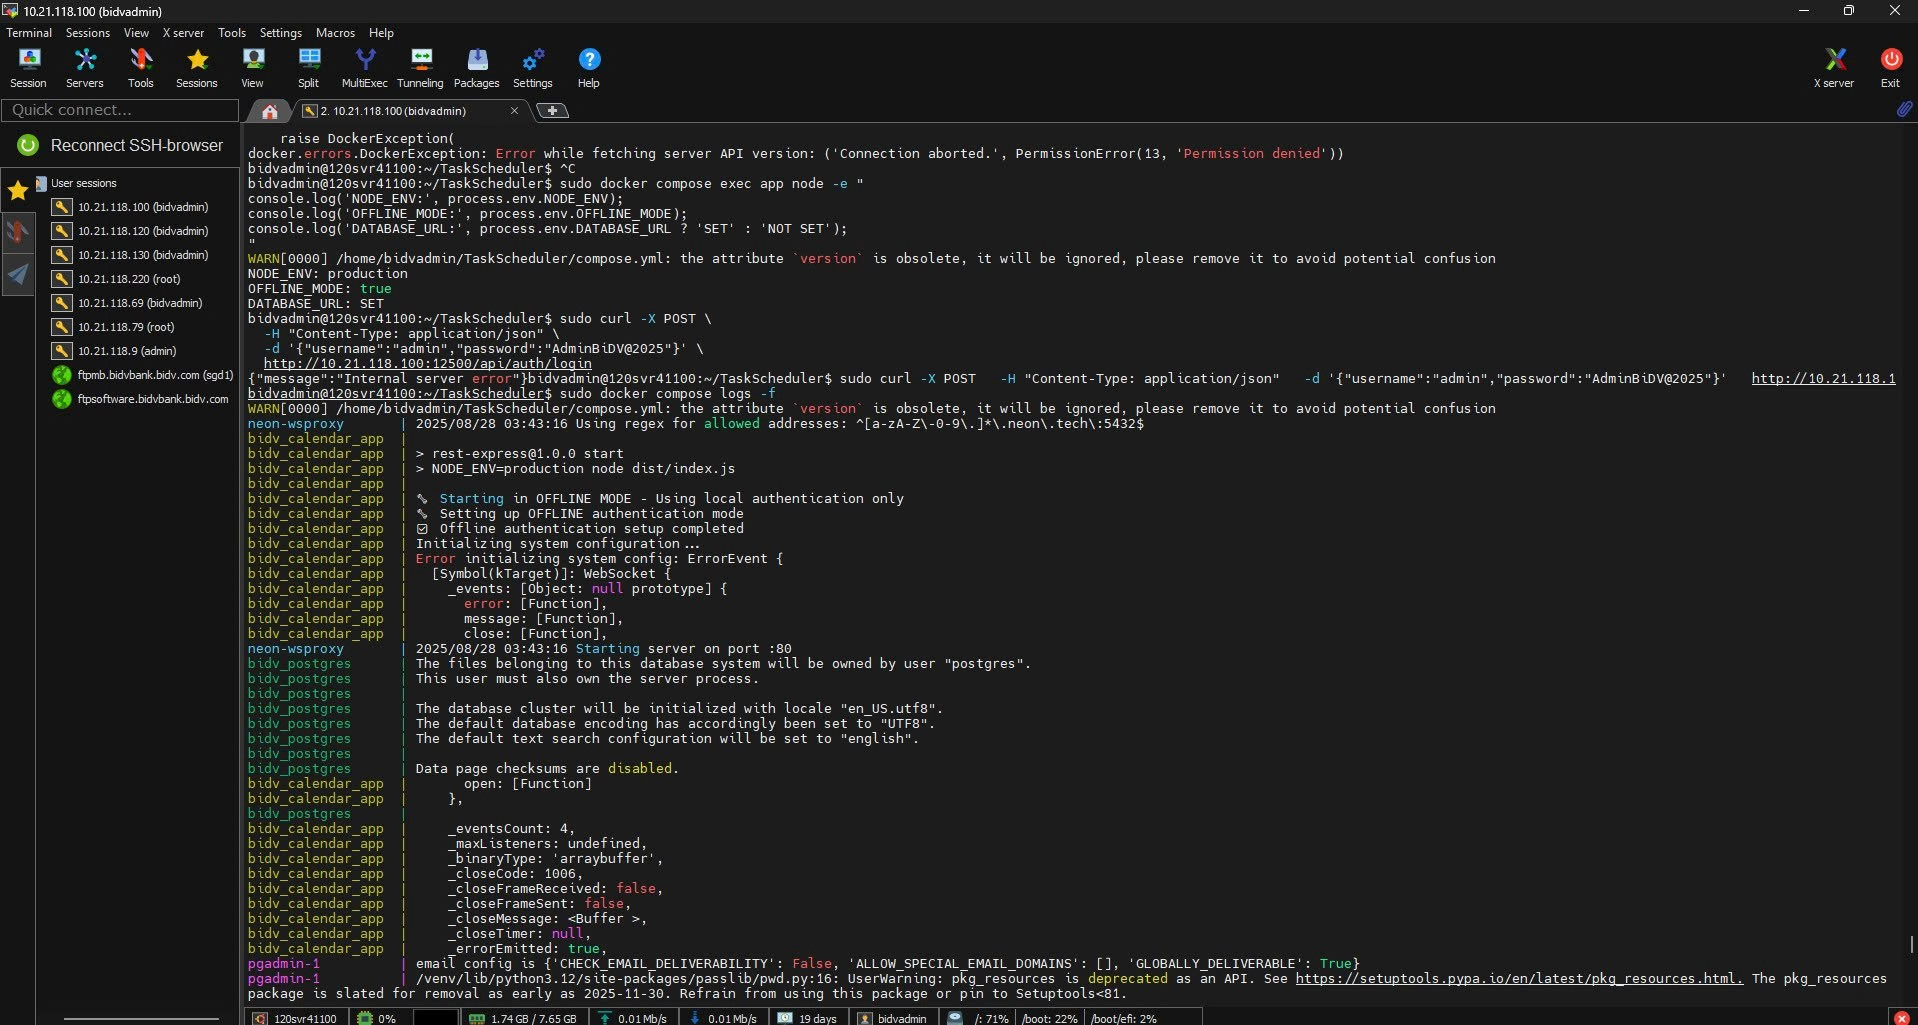 10.21.118.100 (bidvadmin)
Terminal Sessions View X server Tools Settings Macros Help
Session Servers Tools Sessions View Split MultiExec Tunneling Packages Settings Help X server Exit
Quick connect...
2. 10.21.118.100 (bidvadmin)
Reconnect SSH-browser
User sessions
10.21.118.100 (bidvadmin)
10.21.118.120 (bidvadmin)
10.21.118.130 (bidvadmin)
10.21.118.220 (root)
10.21.118.69 (bidvadmin)
10.21.118.79 (root)
10.21.118.9 (admin)
ftpmb.bidvbank.bidv.com (sgd1)
ftpsoftware.bidvbank.bidv.com
    raise DockerException(
docker.errors.DockerException: Error while fetching server API version: ('Connection aborted.', PermissionError(13, 'Permission denied'))
bidvadmin@120svr41100:~/TaskScheduler$ ^C
bidvadmin@120svr41100:~/TaskScheduler$ sudo docker compose exec app node -e "
console.log('NODE_ENV:', process.env.NODE_ENV);
console.log('OFFLINE_MODE:', process.env.OFFLINE_MODE);
console.log('DATABASE_URL:', process.env.DATABASE_URL ? 'SET' : 'NOT SET');
"
WARN[0000] /home/bidvadmin/TaskScheduler/compose.yml: the attribute `version` is obsolete, it will be ignored, please remove it to avoid potential confusion
NODE_ENV: production
OFFLINE_MODE: true
DATABASE_URL: SET
bidvadmin@120svr41100:~/TaskScheduler$ sudo curl -X POST \
  -H "Content-Type: application/json" \
  -d '{"username":"admin","password":"AdminBiDV@2025"}' \
  http://10.21.118.100:12500/api/auth/login
{"message":"Internal server error"}bidvadmin@120svr41100:~/TaskScheduler$ sudo curl -X POST   -H "Content-Type: application/json"   -d '{"username":"admin","password":"AdminBiDV@2025"}'   http://10.21.118.1
bidvadmin@120svr41100:~/TaskScheduler$ sudo docker compose logs -f
WARN[0000] /home/bidvadmin/TaskScheduler/compose.yml: the attribute `version` is obsolete, it will be ignored, please remove it to avoid potential confusion
neon-wsproxy       | 2025/08/28 03:43:16 Using regex for allowed addresses: ^[a-zA-Z\-0-9\.]*\.neon\.tech\:5432$
bidv_calendar_app  |
bidv_calendar_app  | > rest-express@1.0.0 start
bidv_calendar_app  | > NODE_ENV=production node dist/index.js
bidv_calendar_app  |
bidv_calendar_app  | 🔧 Starting in OFFLINE MODE - Using local authentication only
bidv_calendar_app  | 🔧 Setting up OFFLINE authentication mode
bidv_calendar_app  | ☑ Offline authentication setup completed
bidv_calendar_app  | Initializing system configuration...
bidv_calendar_app  | Error initializing system config: ErrorEvent {
bidv_calendar_app  |   [Symbol(kTarget)]: WebSocket {
bidv_calendar_app  |     _events: [Object: null prototype] {
bidv_calendar_app  |       error: [Function],
bidv_calendar_app  |       message: [Function],
bidv_calendar_app  |       close: [Function],
neon-wsproxy       | 2025/08/28 03:43:16 Starting server on port :80
bidv_postgres      | The files belonging to this database system will be owned by user "postgres".
bidv_postgres      | This user must also own the server process.
bidv_postgres      |
bidv_postgres      | The database cluster will be initialized with locale "en_US.utf8".
bidv_postgres      | The default database encoding has accordingly been set to "UTF8".
bidv_postgres      | The default text search configuration will be set to "english".
bidv_postgres      |
bidv_postgres      | Data page checksums are disabled.
bidv_calendar_app  |       open: [Function]
bidv_calendar_app  |     },
bidv_postgres      |
bidv_calendar_app  |     _eventsCount: 4,
bidv_calendar_app  |     _maxListeners: undefined,
bidv_calendar_app  |     _binaryType: 'arraybuffer',
bidv_calendar_app  |     _closeCode: 1006,
bidv_calendar_app  |     _closeFrameReceived: false,
bidv_calendar_app  |     _closeFrameSent: false,
bidv_calendar_app  |     _closeMessage: <Buffer >,
bidv_calendar_app  |     _closeTimer: null,
bidv_calendar_app  |     _errorEmitted: true,
pgadmin-1          | email config is {'CHECK_EMAIL_DELIVERABILITY': False, 'ALLOW_SPECIAL_EMAIL_DOMAINS': [], 'GLOBALLY_DELIVERABLE': True}
pgadmin-1          | /venv/lib/python3.12/site-packages/passlib/pwd.py:16: UserWarning: pkg_resources is deprecated as an API. See https://setuptools.pypa.io/en/latest/pkg_resources.html. The pkg_resources
package is slated for removal as early as 2025-11-30. Refrain from using this package or pin to Setuptools<81.
120svr41100 0% 1.74 GB / 7.65 GB 0.01 Mb/s 0.01 Mb/s 19 days bidvadmin /: 71% /boot: 22% /boot/efi: 2%